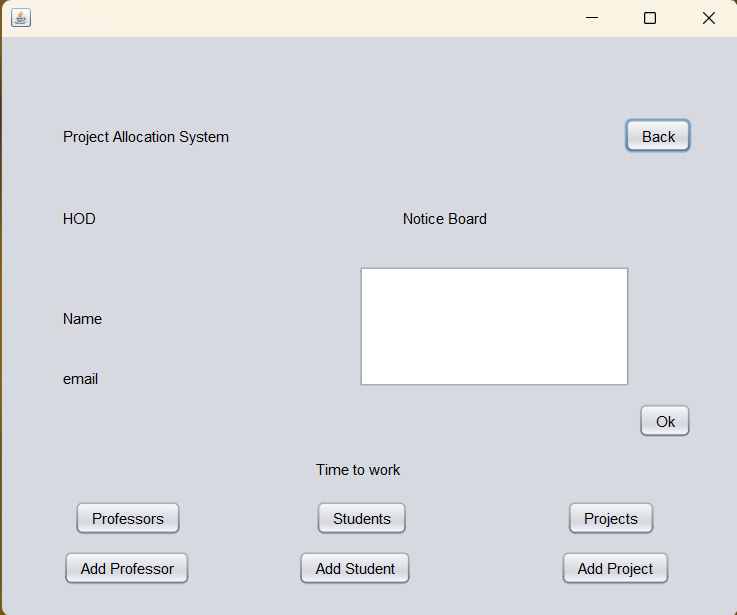 Project Allocation System Back
HOD Notice Board
Name
email
Ok
Time to work
Professors Students Projects
Add Professor Add Student Add Project